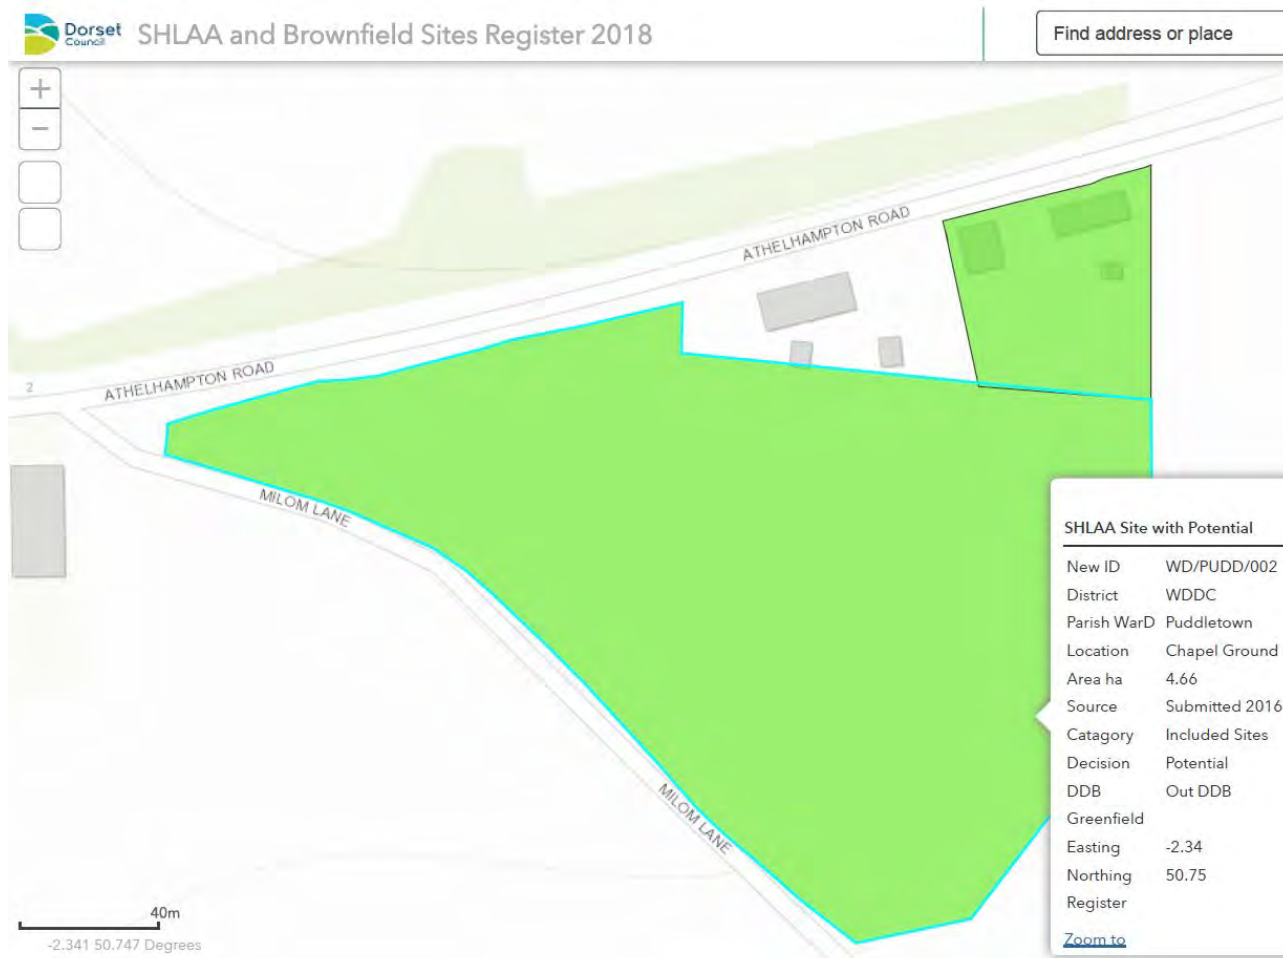 Dorset
Council
SHLAA and Brownfield Sites Register 2018
Find address or place
+
−
ATHELHAMPTON ROAD
2
ATHELHAMPTON ROAD
MILOM LANE
MILOM LANE
SHLAA Site with Potential
New ID WD/PUDD/002
District WDDC
Parish WarD Puddletown
Location Chapel Ground
Area ha 4.66
Source Submitted 2016
Catagory Included Sites
Decision Potential
DDB Out DDB
Greenfield
Easting -2.34
Northing 50.75
Register
Zoom to
40m
-2.341 50.747 Degrees